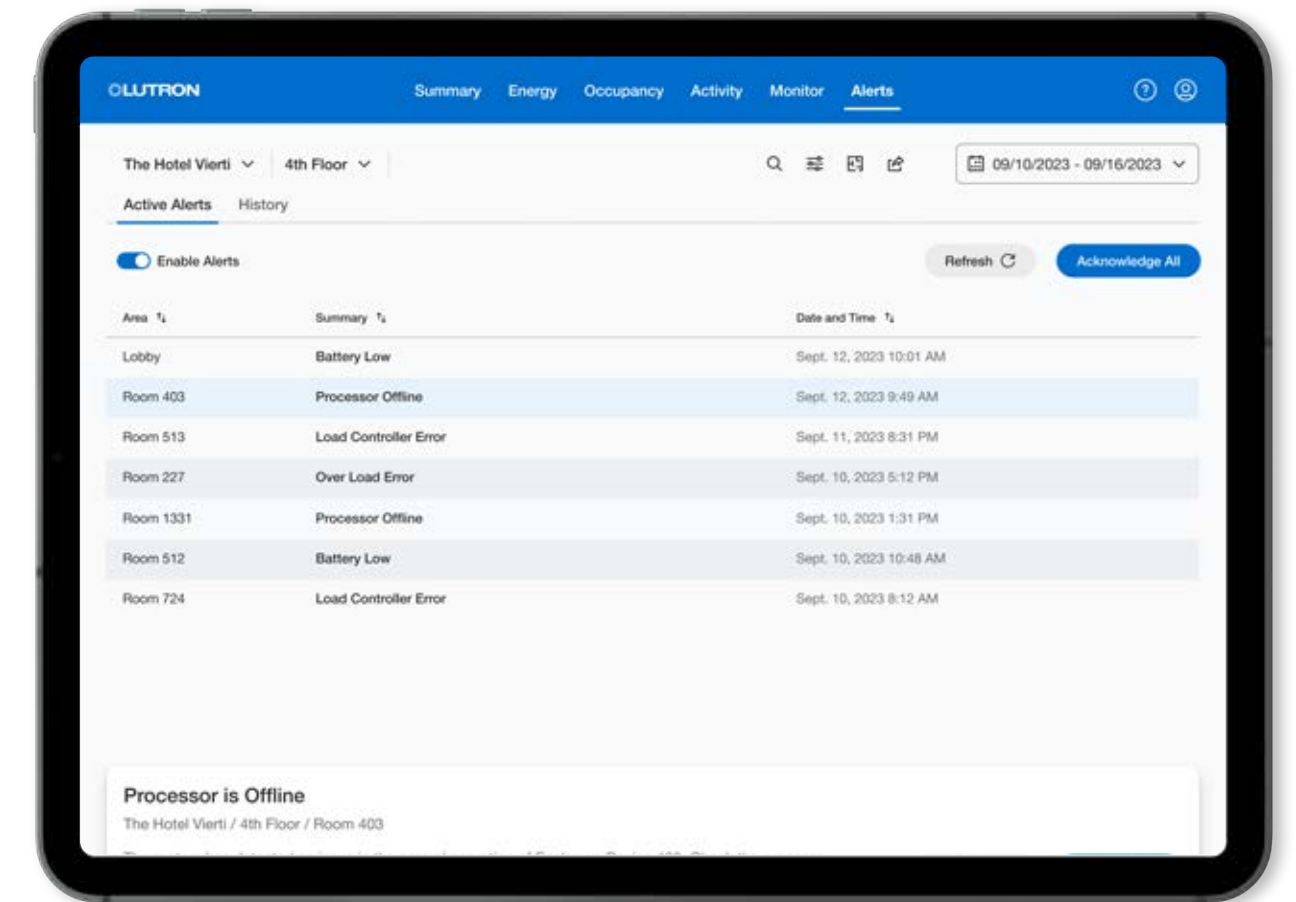 LUTRON Summary Energy Occupancy Activity Monitor Alerts ?
The Hotel Vierti 4th Floor 09/10/2023 - 09/16/2023
Active Alerts History
Enable Alerts Refresh Acknowledge All
Area Summary Date and Time
Lobby Battery Low Sept. 12, 2023 10:01 AM
Room 403 Processor Offline Sept. 12, 2023 9:49 AM
Room 513 Load Controller Error Sept. 11, 2023 8:31 PM
Room 227 Over Load Error Sept. 10, 2023 5:12 PM
Room 1331 Processor Offline Sept. 10, 2023 1:31 PM
Room 512 Battery Low Sept. 10, 2023 10:48 AM
Room 724 Load Controller Error Sept. 10, 2023 8:12 AM
Processor is Offline
The Hotel Vierti / 4th Floor / Room 403